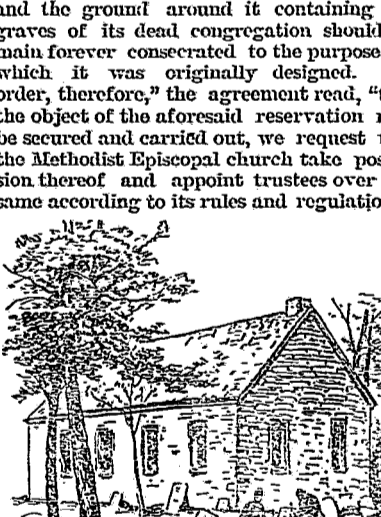 and the ground around it containing
graves of its dead congregation should
main forever consecrated to the purpose
which it was originally designed.
order, therefore," the agreement read, "t
the object of the aforesaid reservation
be secured and carried out, we request
the Methodist Episcopal church take pos
sion thereof and appoint trustees over
same according to its rules and regulatio